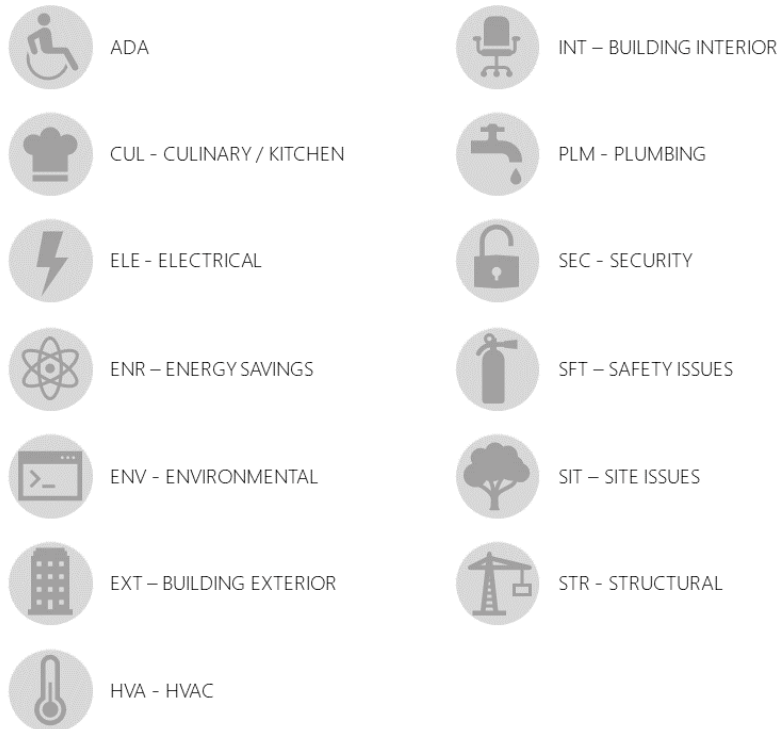 ADA
CUL - CULINARY / KITCHEN
ELE - ELECTRICAL
ENR – ENERGY SAVINGS
ENV - ENVIRONMENTAL
EXT – BUILDING EXTERIOR
HVA - HVAC
INT – BUILDING INTERIOR
PLM - PLUMBING
SEC - SECURITY
SFT – SAFETY ISSUES
SIT – SITE ISSUES
STR - STRUCTURAL